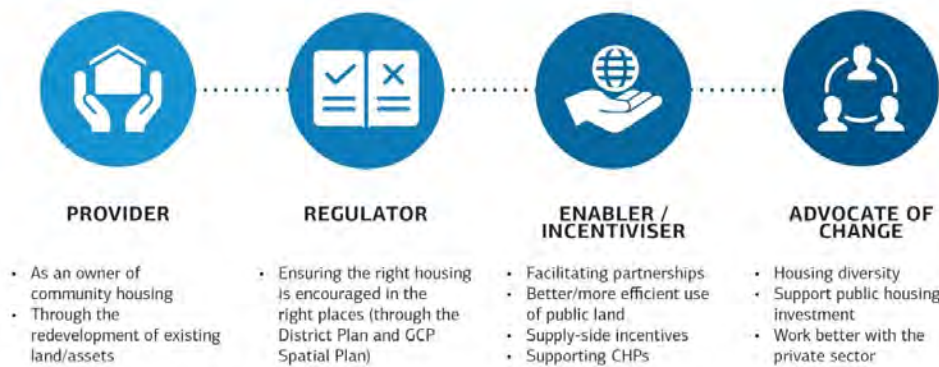 PROVIDER
• As an owner of
community housing
• Through the
redevelopment of existing
land/assets
REGULATOR
• Ensuring the right housing
is encouraged in the
right places (through the
District Plan and GCP
Spatial Plan)
ENABLER /
INCENTIVISER
• Facilitating partnerships
• Better/more efficient use
of public land
• Supply-side incentives
• Supporting CHPs
ADVOCATE OF
CHANGE
• Housing diversity
• Support public housing
investment
• Work better with the
private sector